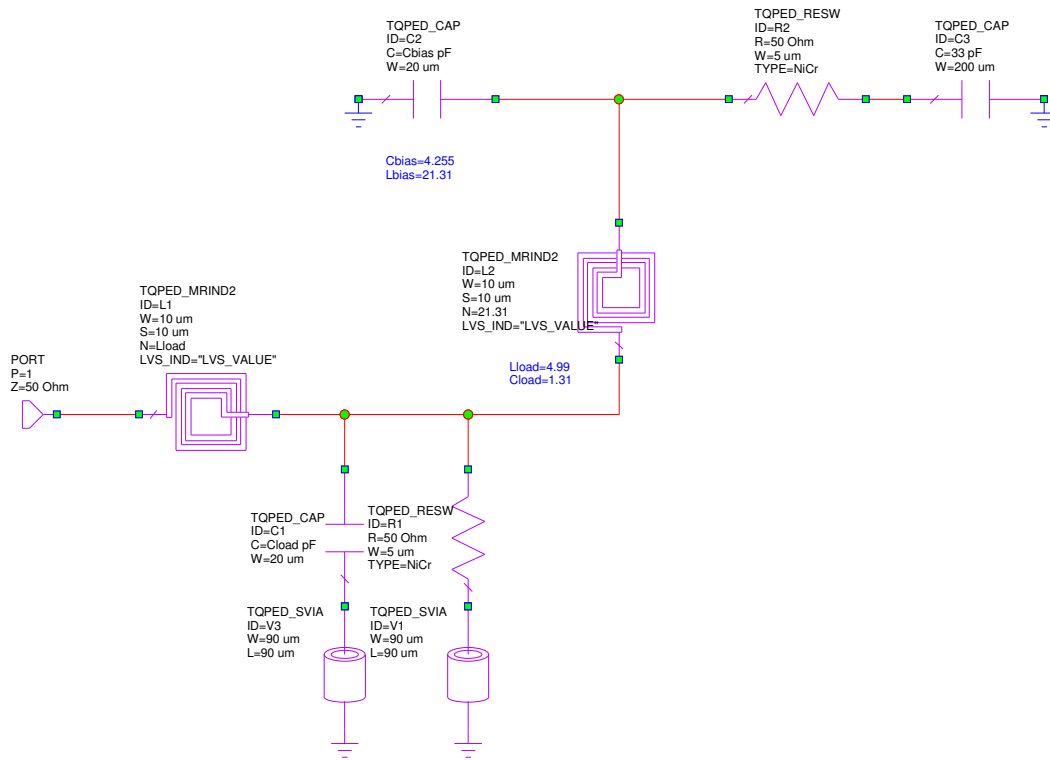 TQPED_CAP
ID=C2
C=Cbias pF
W=20 um
TQPED_RESW
ID=R2
R=50 Ohm
W=5 um
TYPE=NiCr
TQPED_CAP
ID=C3
C=33 pF
W=200 um
Cbias=4.255
Lbias=21.31
TQPED_MRIND2
ID=L2
W=10 um
S=10 um
N=21.31
LVS_IND="LVS_VALUE"
TQPED_MRIND2
ID=L1
W=10 um
S=10 um
N=Lload
LVS_IND="LVS_VALUE"
PORT
P=1
Z=50 Ohm
Lload=4.99
Cload=1.31
TQPED_CAP
ID=C1
C=Cload pF
W=20 um
TQPED_RESW
ID=R1
R=50 Ohm
W=5 um
TYPE=NiCr
TQPED_SVIA
ID=V3
W=90 um
L=90 um
TQPED_SVIA
ID=V1
W=90 um
L=90 um